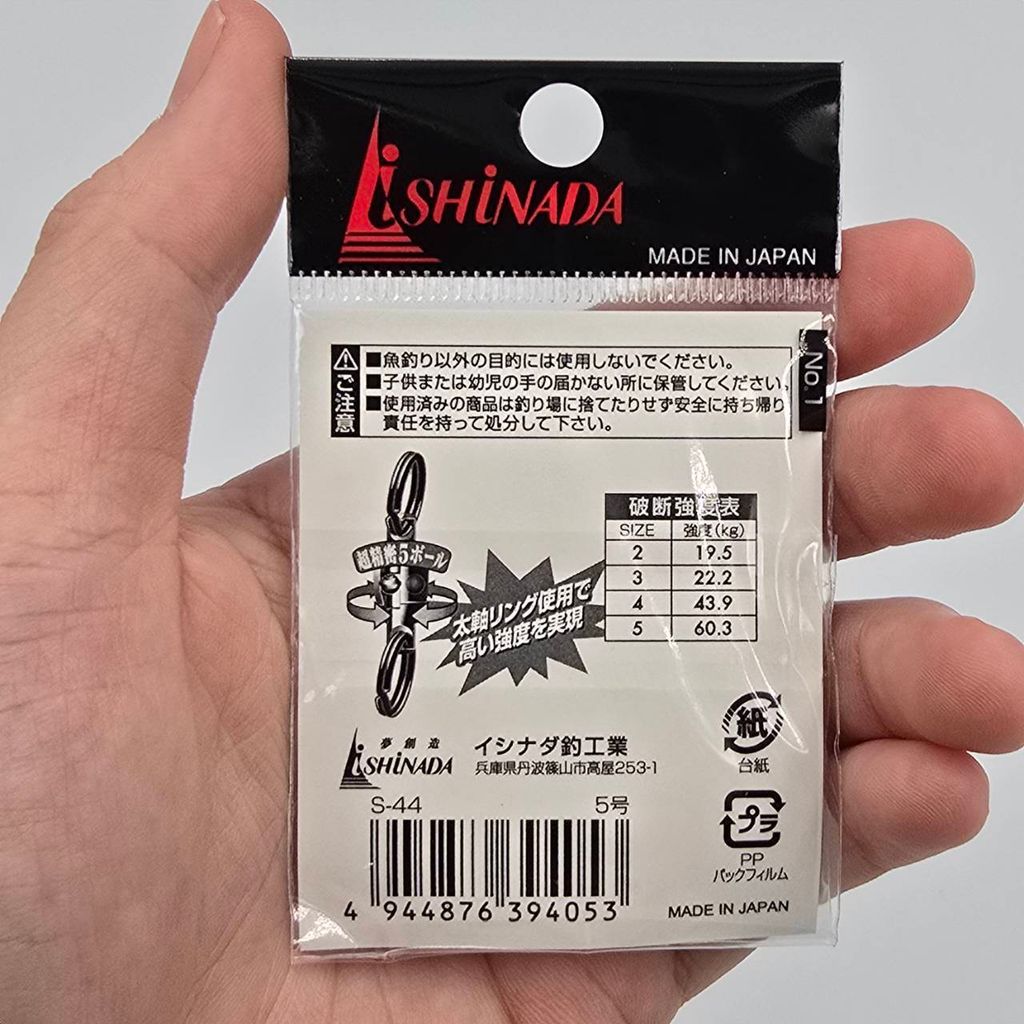 ISHINADA
MADE IN JAPAN
No.1
ご注意
■魚釣り以外の目的には使用しないでください。
■子供または幼児の手の届かない所に保管してください。
■使用済みの商品は釣り場に捨てたりせず安全に持ち帰り
責任を持って処分して下さい。
超精密5ボール
太軸リング使用で
高い強度を実現
破断強度表
SIZE 強度(kg)
2 19.5
3 22.2
4 43.9
5 60.3
夢創造
ISHINADA
イシナダ釣工業
兵庫県丹波篠山市高屋253-1
S-44 5号
4 944876 394053
紙
台紙
プラ
PP
パックフィルム
MADE IN JAPAN